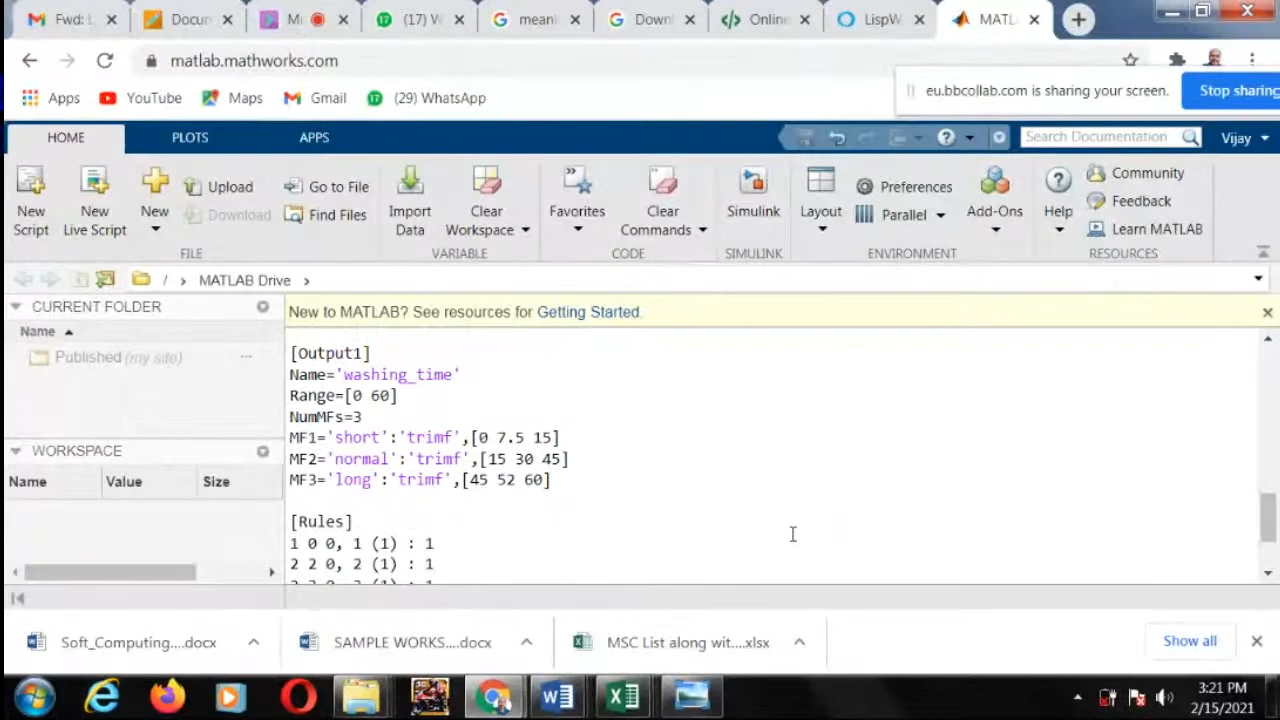 Fwd: L
Docum
M
(17) W
mean
Downl
Online
LispW
MATL
matlab.mathworks.com
eu.bbcollab.com is sharing your screen.
Stop sharing
Apps
YouTube
Maps
Gmail
(29) WhatsApp
HOME
PLOTS
APPS
Search Documentation
Vijay
New Script
New Live Script
New
Upload
Download
Go to File
Find Files
Import Data
Clear Workspace
Favorites
Clear Commands
Simulink
Layout
Preferences
Parallel
Add-Ons
Help
Community
Feedback
Learn MATLAB
FILE
VARIABLE
CODE
SIMULINK
ENVIRONMENT
RESOURCES
/ › MATLAB Drive ›
CURRENT FOLDER
Name
Published (my site)
WORKSPACE
Name Value Size
New to MATLAB? See resources for Getting Started.
[Output1]
Name='washing_time'
Range=[0 60]
NumMFs=3
MF1='short':'trimf',[0 7.5 15]
MF2='normal':'trimf',[15 30 45]
MF3='long':'trimf',[45 52 60]
[Rules]
1 0 0, 1 (1) : 1
2 2 0, 2 (1) : 1
Soft_Computing....docx
SAMPLE WORKS...docx
MSC List along wit....xlsx
Show all
3:21 PM
2/15/2021